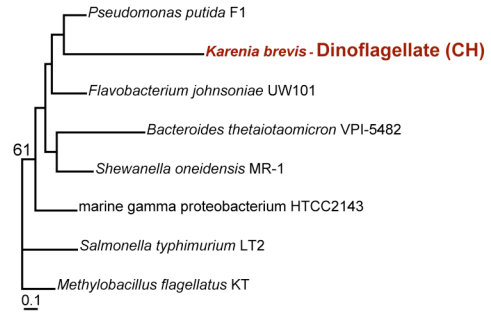 Pseudomonas putida F1
Karenia brevis - Dinoflagellate (CH)
Flavobacterium johnsoniae UW101
Bacteroides thetaiotaomicron VPI-5482
61
Shewanella oneidensis MR-1
marine gamma proteobacterium HTCC2143
Salmonella typhimurium LT2
Methylobacillus flagellatus KT
0.1